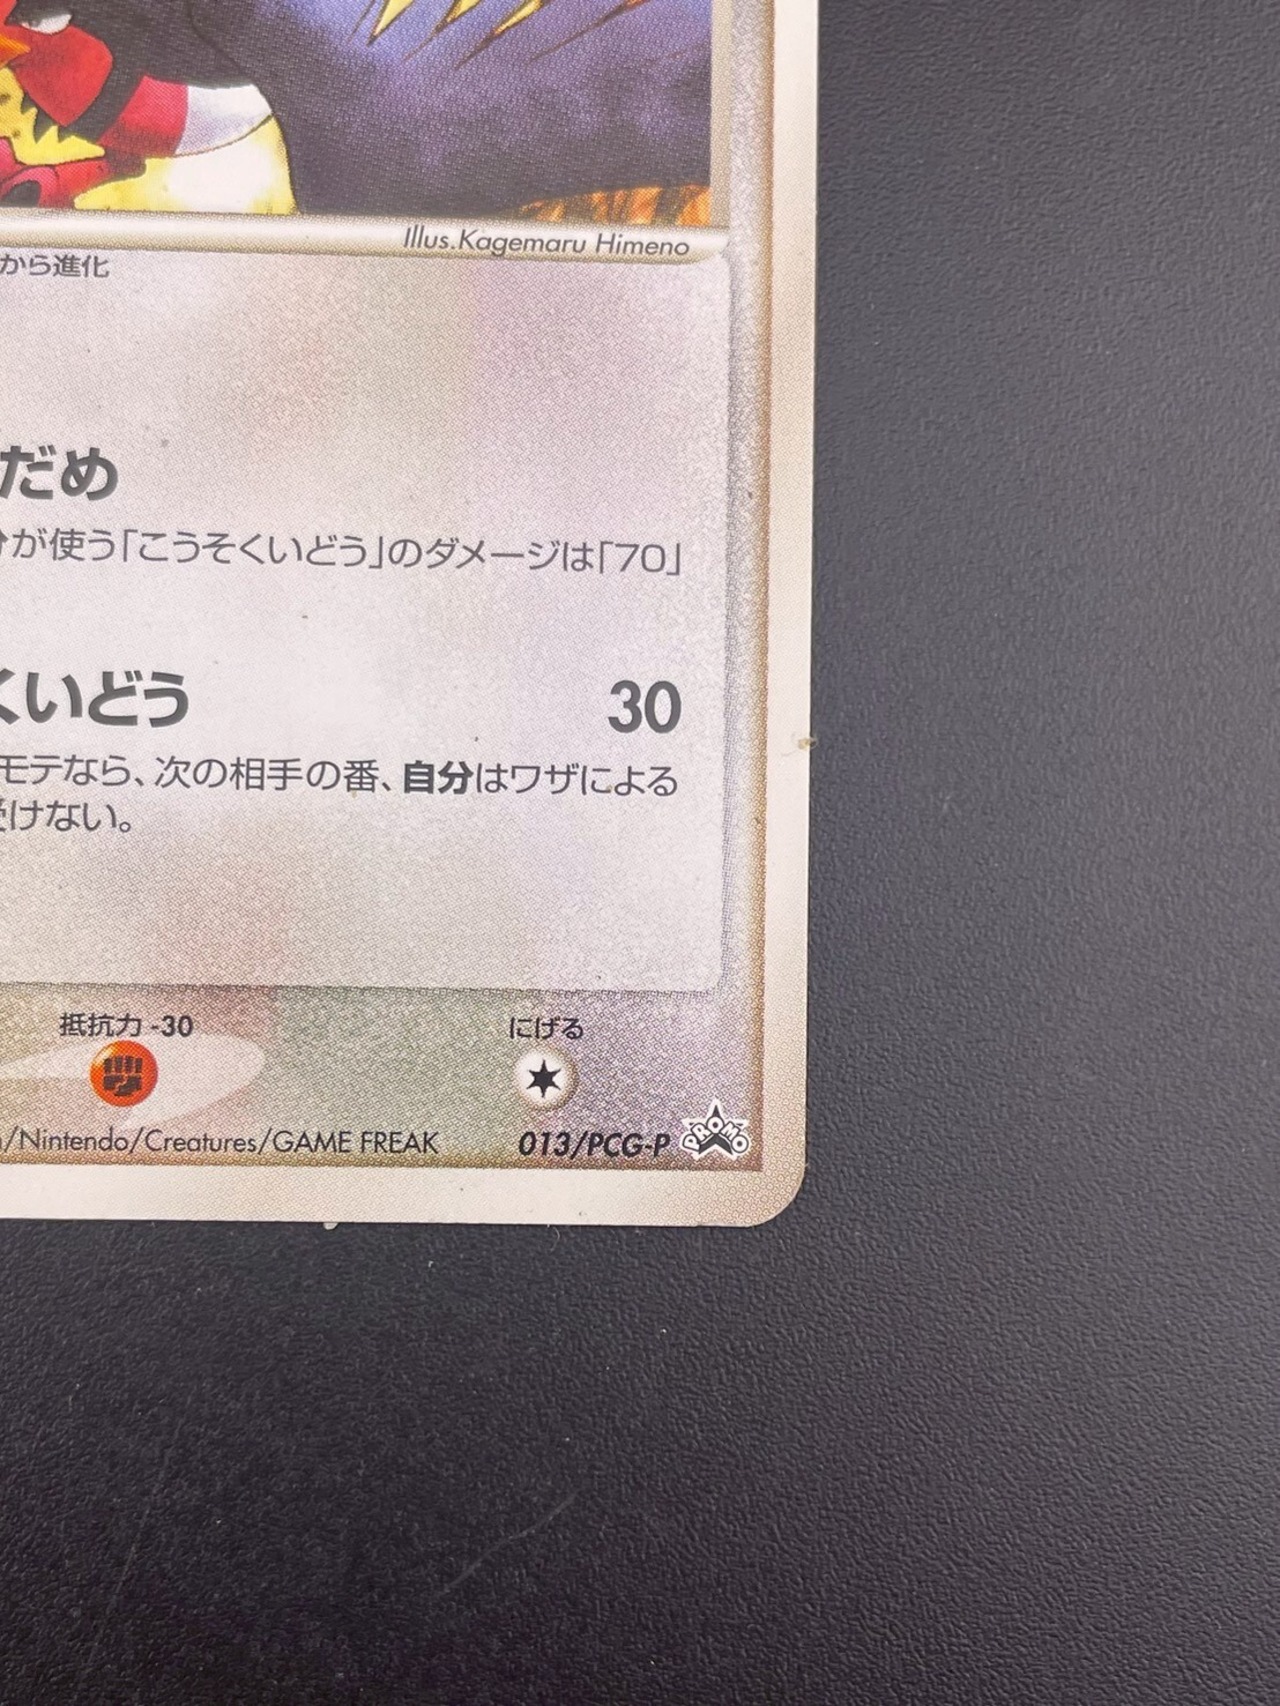 Illus.Kagemaru Himeno
から進化
だめ
が使う「こうそくいどう」のダメージは「70」
くいどう 30
モテなら、次の相手の番、自分はワザによる
受けない。
抵抗力 -30 にげる
/Nintendo/Creatures/GAME FREAK 013/PCG-P PROMO